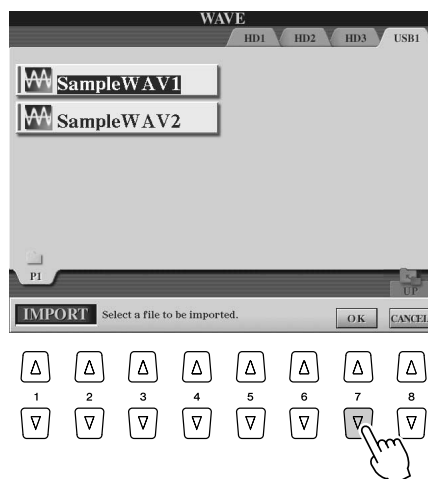 WAVE
HD1 HD2 HD3 USB1
SampleWAV1
SampleWAV2
P1
UP
IMPORT Select a file to be imported. OK CANCEL
1 2 3 4 5 6 7 8